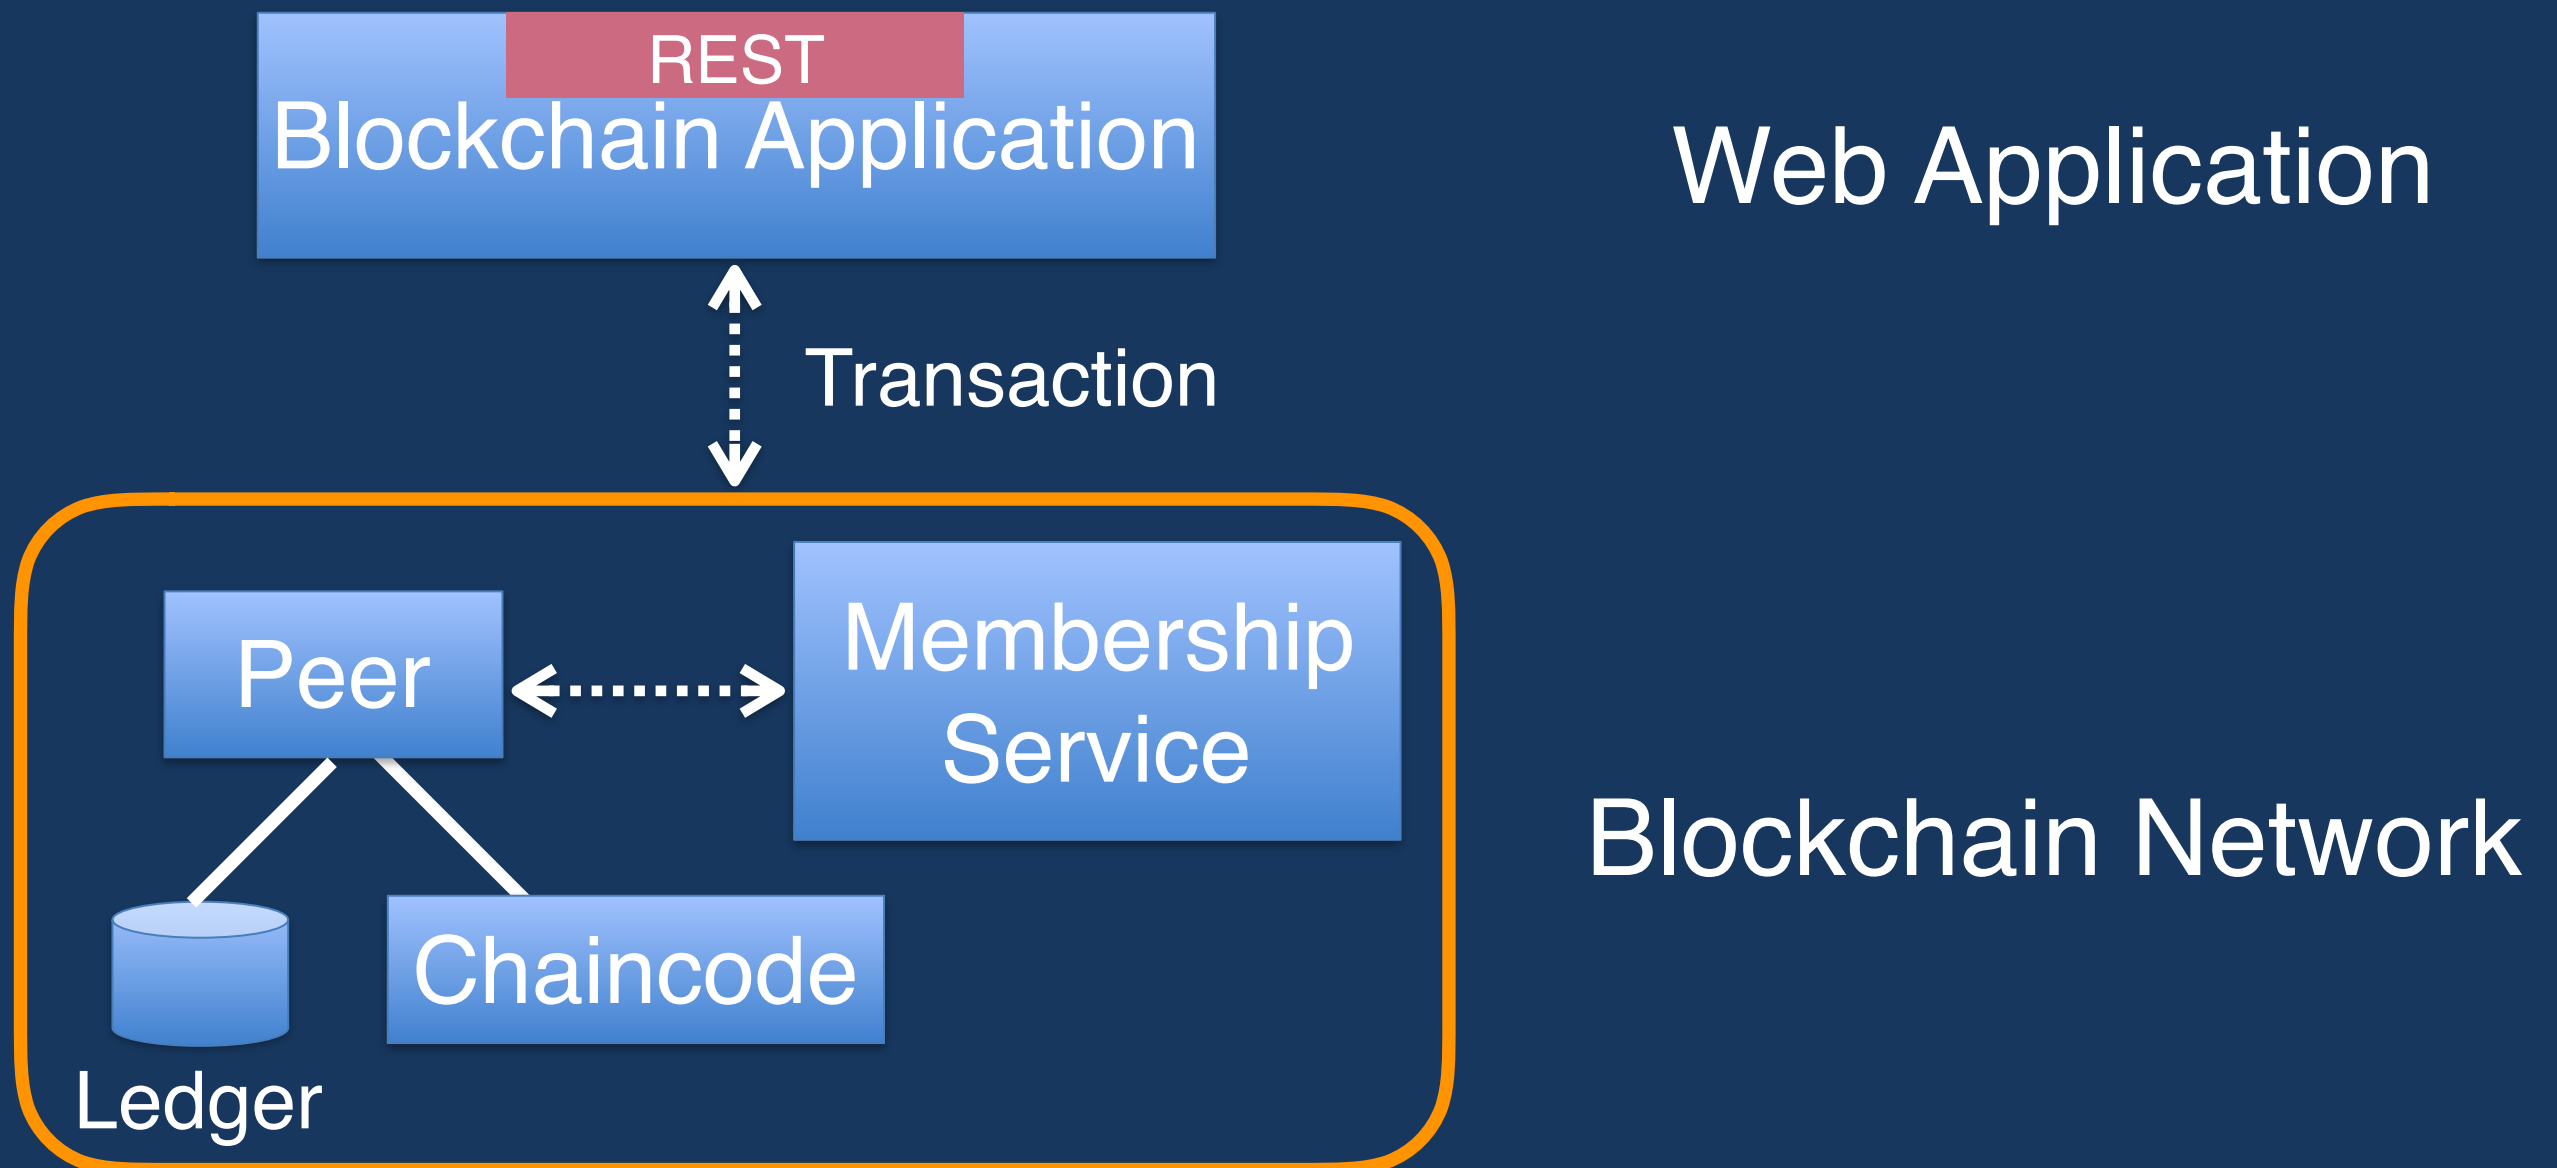 REST
Blockchain Application
Web Application
Transaction
Peer
Membership
Service
Blockchain Network
Chaincode
Ledger